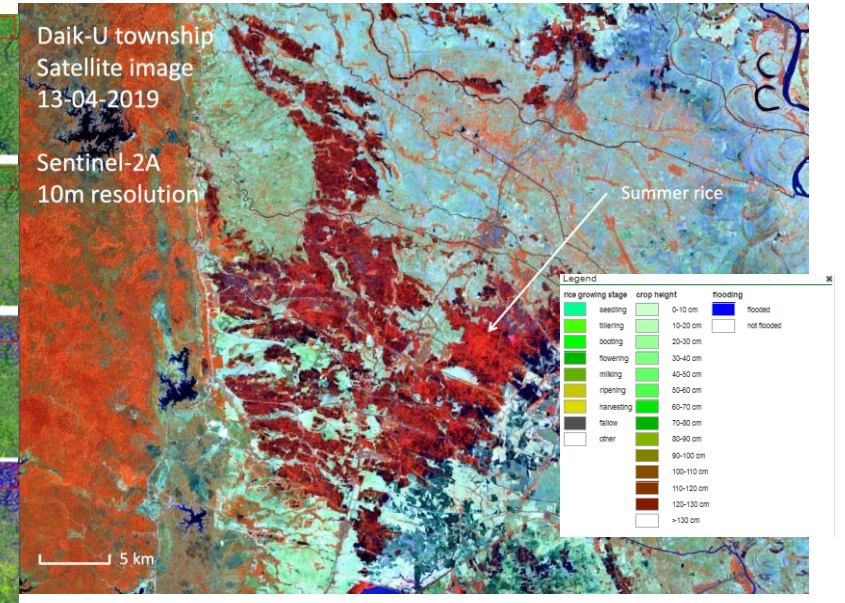 Daik-U township
Satellite image
13-04-2019
Sentinel-2A
10m resolution
Summer rice
Legend
rice growing stage crop height flooding
seedling 0-10 cm flooded
tillering 10-20 cm not flooded
booting 20-30 cm
flowering 30-40 cm
milking 40-50 cm
ripening 50-60 cm
harvesting 60-70 cm
fallow 70-80 cm
other 80-90 cm
90-100 cm
100-110 cm
110-120 cm
120-130 cm
>130 cm
5 km